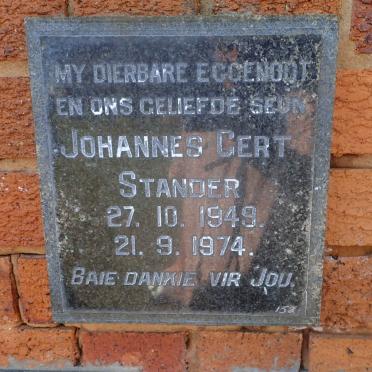 MY DIERBARE EGGENOOT
EN ONS GELIEFDE SEUN
JOHANNES GERT
STANDER
27. 10. 1949.
21. 9. 1974.
BAIE DANKIE VIR JOU.